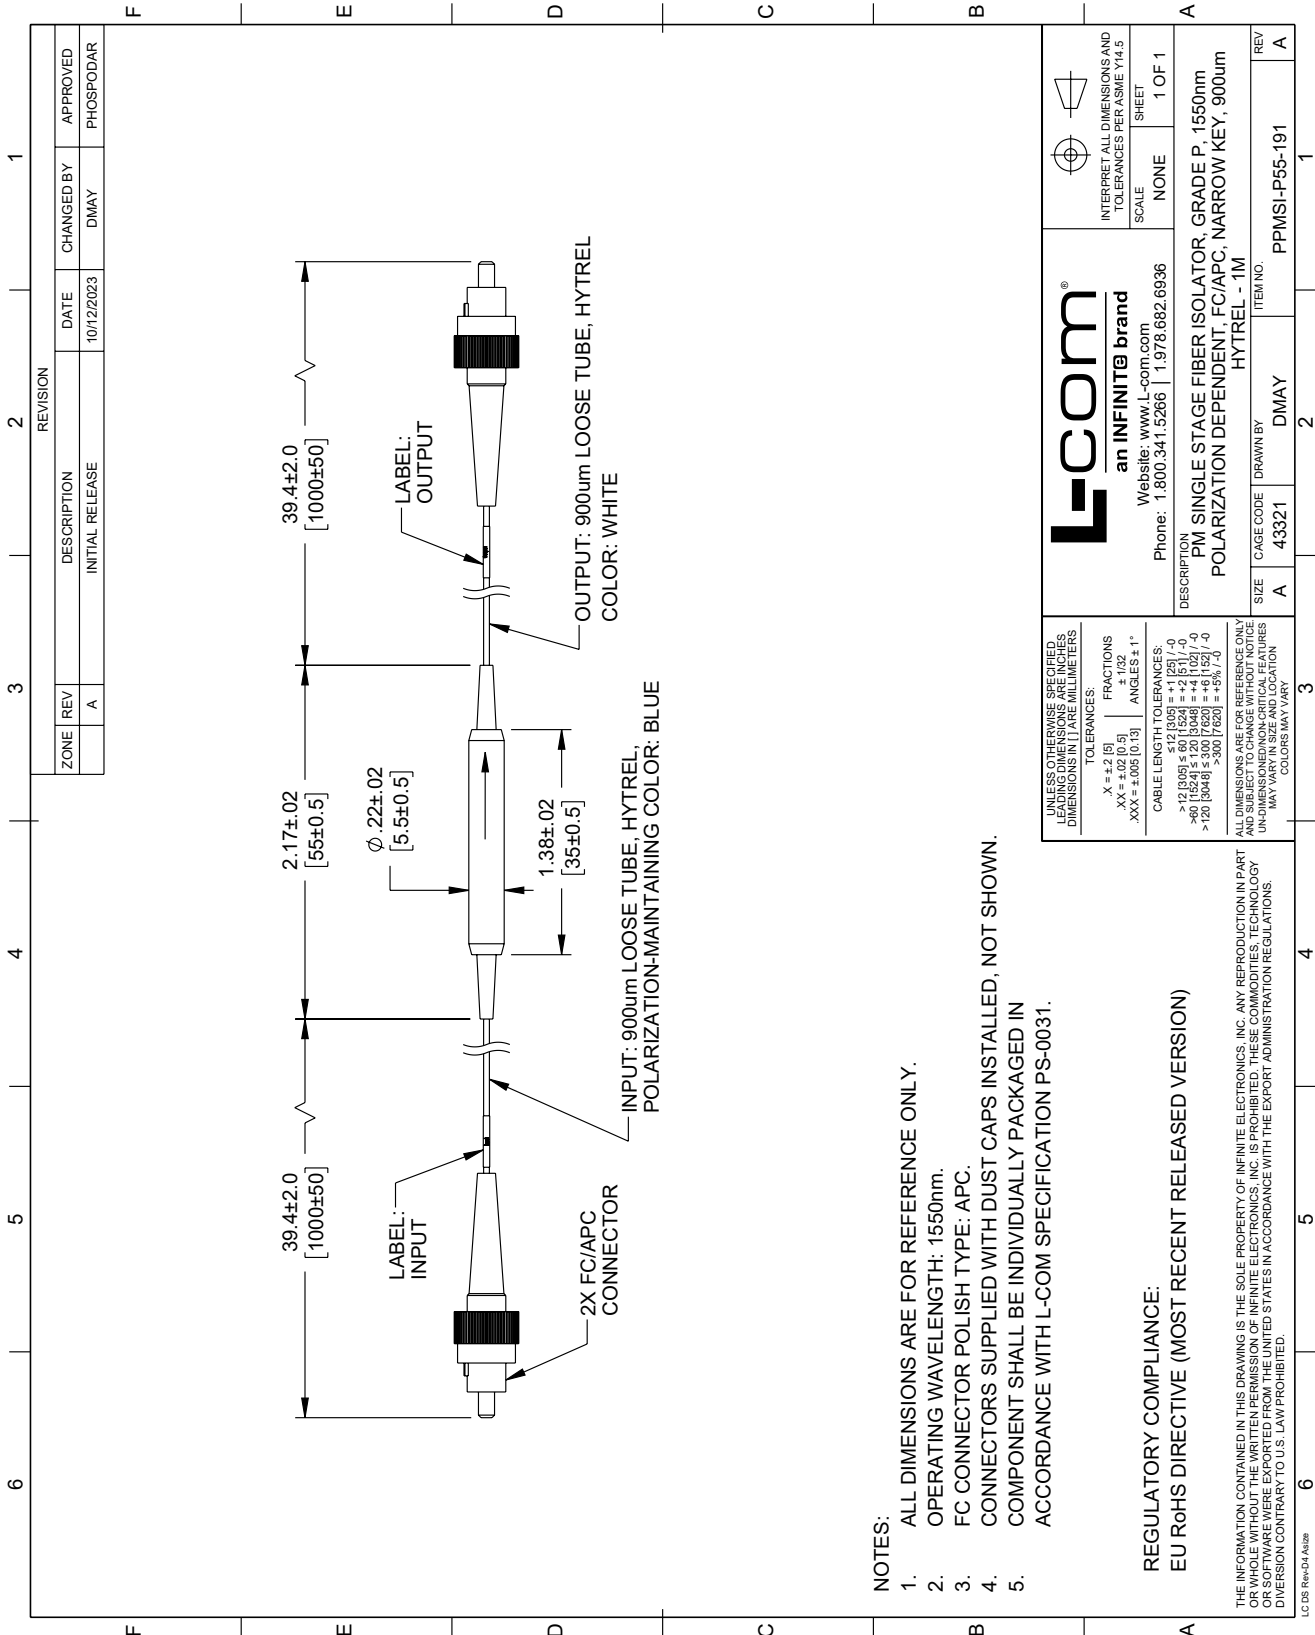 6
5
4
3
2
1
F
E
D
C
B
A
REVISION
ZONE REV DESCRIPTION DATE CHANGED BY APPROVED
A INITIAL RELEASE 10/12/2023 DMAY PHOSPODAR
39.4±2.0
[1000±50]
2.17±.02
[55±0.5]
39.4±2.0
[1000±50]
Ø.22±.02
[5.5±0.5]
LABEL:
INPUT
LABEL:
OUTPUT
1.38±.02
[35±0.5]
2X FC/APC
CONNECTOR
INPUT: 900um LOOSE TUBE, HYTREL,
POLARIZATION-MAINTAINING COLOR: BLUE
OUTPUT: 900um LOOSE TUBE, HYTREL
COLOR: WHITE
NOTES:
1. ALL DIMENSIONS ARE FOR REFERENCE ONLY.
2. OPERATING WAVELENGTH: 1550nm.
3. FC CONNECTOR POLISH TYPE: APC.
4. CONNECTORS SUPPLIED WITH DUST CAPS INSTALLED, NOT SHOWN.
5. COMPONENT SHALL BE INDIVIDUALLY PACKAGED IN
ACCORDANCE WITH L-COM SPECIFICATION PS-0031.
REGULATORY COMPLIANCE:
EU RoHS DIRECTIVE (MOST RECENT RELEASED VERSION)
THE INFORMATION CONTAINED IN THIS DRAWING IS THE SOLE PROPERTY OF INFINITE ELECTRONICS, INC. ANY REPRODUCTION IN PART
OR WHOLE WITHOUT THE WRITTEN PERMISSION OF INFINITE ELECTRONICS, INC. IS PROHIBITED. THESE COMMODITIES, TECHNOLOGY
OR SOFTWARE WERE EXPORTED FROM THE UNITED STATES IN ACCORDANCE WITH THE EXPORT ADMINISTRATION REGULATIONS.
DIVERSION CONTRARY TO U.S. LAW PROHIBITED.
UNLESS OTHERWISE SPECIFIED
LEADING DIMENSIONS ARE INCHES
DIMENSIONS IN [ ] ARE MILLIMETERS
TOLERANCES:
.X = ±.2 [5] FRACTIONS
.XX = ±.02 [0.5] ± 1/32
.XXX = ±.005 [0.13] ANGLES ± 1°
CABLE LENGTH TOLERANCES:
≤12 [305] = +1 [25] / -0
>12 [305] ≤ 60 [1524] = +2 [51] / -0
>60 [1524] ≤ 120 [3048] = +4 [102] / -0
>120 [3048] ≤ 300 [7620] = +6 [152] / -0
>300 [7620] = +5% / -0
ALL DIMENSIONS ARE FOR REFERENCE ONLY
AND SUBJECT TO CHANGE WITHOUT NOTICE.
UN-DIMENSIONED/NON-CRITICAL FEATURES
MAY VARY IN SIZE AND LOCATION
COLORS MAY VARY
L-com®
an INFINITE brand
Website: www.L-com.com
Phone: 1.800.341.5266 | 1.978.682.6936
INTERPRET ALL DIMENSIONS AND
TOLERANCES PER ASME Y14.5
SCALE
NONE
SHEET
1 OF 1
DESCRIPTION
PM SINGLE STAGE FIBER ISOLATOR, GRADE P, 1550nm
POLARIZATION DEPENDENT, FC/APC, NARROW KEY, 900um
HYTREL - 1M
SIZE
A
CAGE CODE
43321
DRAWN BY
DMAY
ITEM NO.
PPMSI-P55-191
REV
A
F
E
D
C
B
A
6
5
4
3
2
1
LC DS Rev-D4 Asize